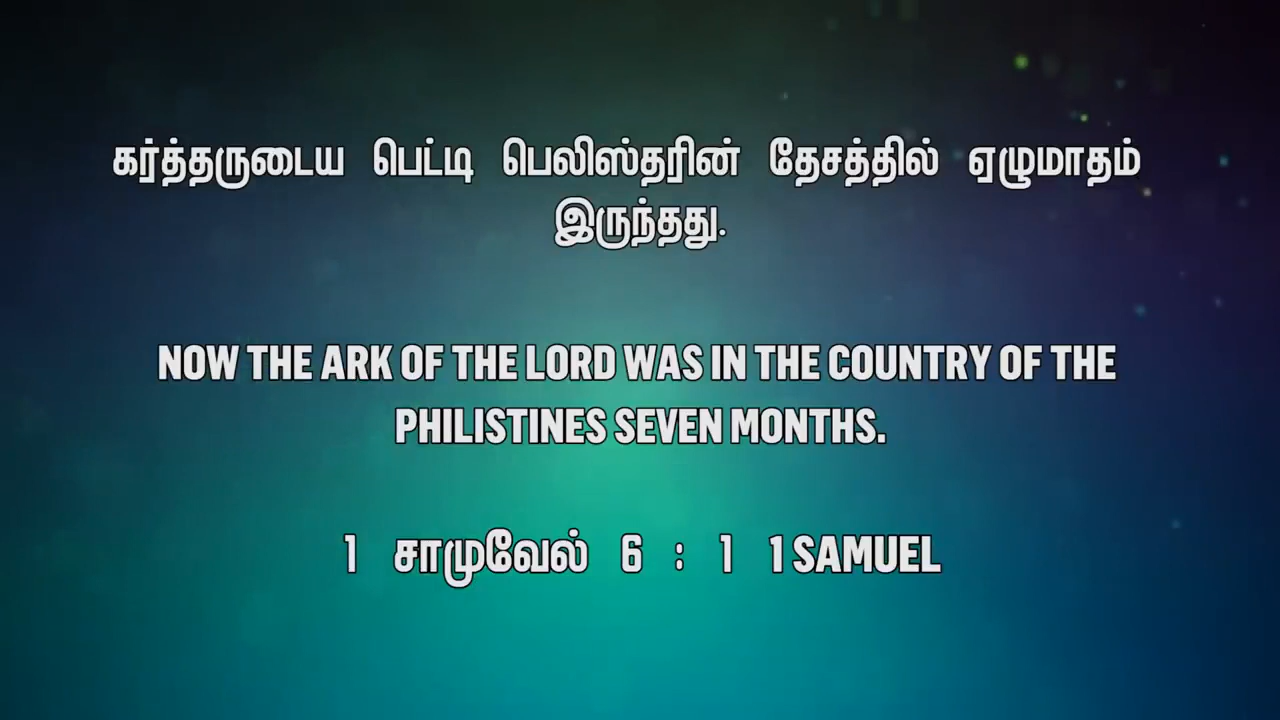 கர்த்தருடைய பெட்டி பெலிஸ்தரின் தேசத்தில் ஏழுமாதம்
இருந்தது.
NOW THE ARK OF THE LORD WAS IN THE COUNTRY OF THE
PHILISTINES SEVEN MONTHS.
1 சாமுவேல் 6 : 1 1 SAMUEL